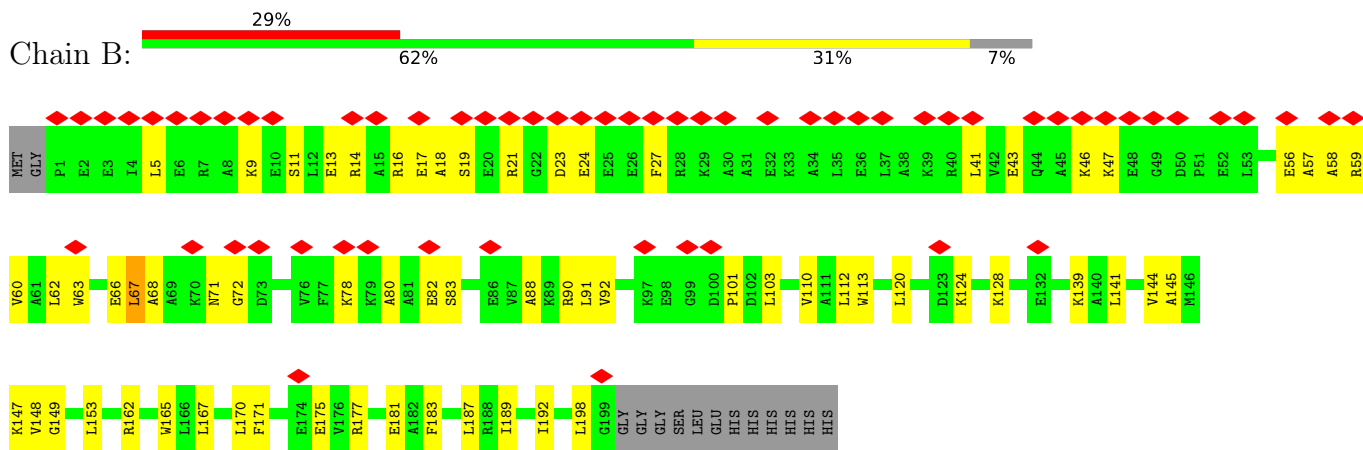 29%
Chain B:
62% 31% 7%
MET GLY P1 E2 E3 I4 L5 E6 R7 A8 K9 E10 S11 L12 E13 R14 A15 R16 E17 A18 S19 E20 R21 G22 D23 E24 E25 E26 F27 R28 K29 A30 A31 E32 K33 A34 L35 E36 L37 A38 K39 R40 L41 V42 E43 Q44 A45 K46 K47 E48 G49 D50 P51 E52 L53 E56 A57 A58 R59
V60 A61 L62 W63 E66 L67 A68 A69 K70 N71 G72 D73 V76 F77 K78 K79 A80 A81 E82 S83 E86 V87 A88 K89 R90 L91 V92 K97 E98 G99 D100 P101 D102 L103 V110 A111 L112 W113 L120 D123 K124 K128 E132 K139 A140 L141 V144 A145 M146
K147 V148 G149 L153 R162 W165 L166 L167 L170 F171 E174 E175 V176 R177 E181 A182 F183 L187 R188 I189 I192 L198 G199 GLY GLY GLY SER LEU GLU HIS HIS HIS HIS HIS HIS